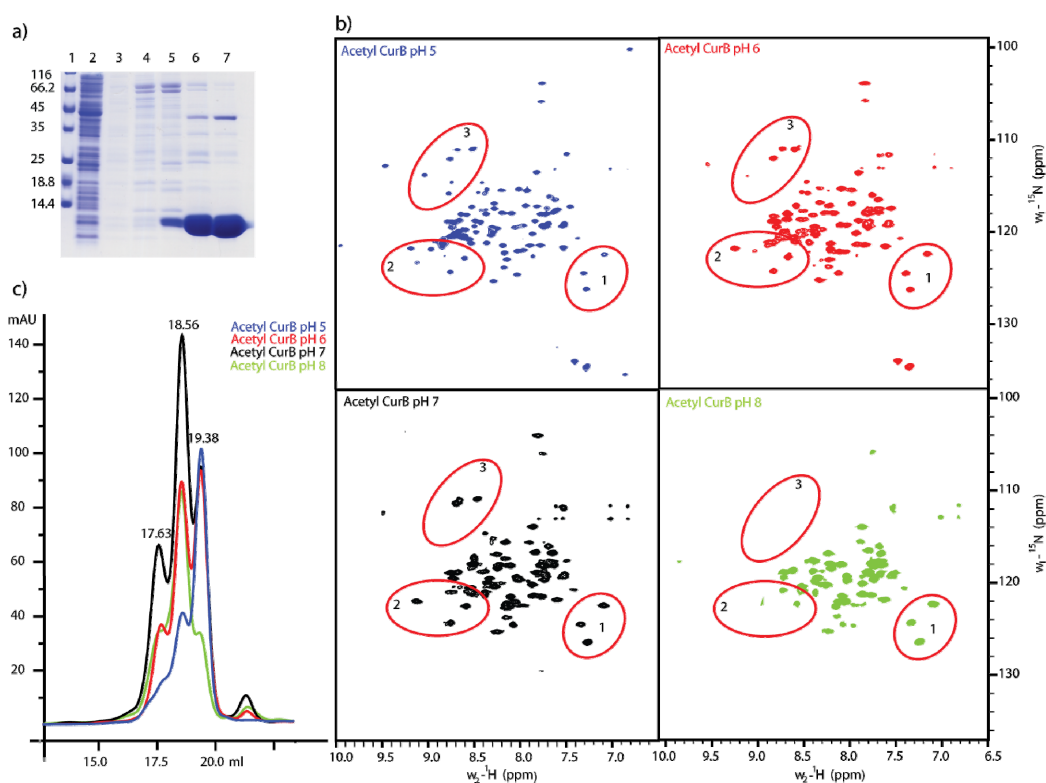 a)
1 2 3 4 5 6 7
116
66.2
45
35
25
18.8
14.4
b)
Acetyl CurB pH 5
3
2
1
Acetyl CurB pH 6
3
2
1
100
110
120
130
w₁ - ¹⁵N (ppm)
Acetyl CurB pH 7
3
2
1
Acetyl CurB pH 8
3
2
1
100
110
120
130
w₁ - ¹⁵N (ppm)
10.0 9.5 9.0 8.5 8.0 7.5 7.0
w₂ - ¹H (ppm)
9.5 9.0 8.5 8.0 7.5 7.0 6.5
w₂ - ¹H (ppm)
c)
mAU
140
120
100
80
60
40
20
18.56
19.38
17.63
Acetyl CurB pH 5
Acetyl CurB pH 6
Acetyl CurB pH 7
Acetyl CurB pH 8
15.0 17.5 20.0 ml